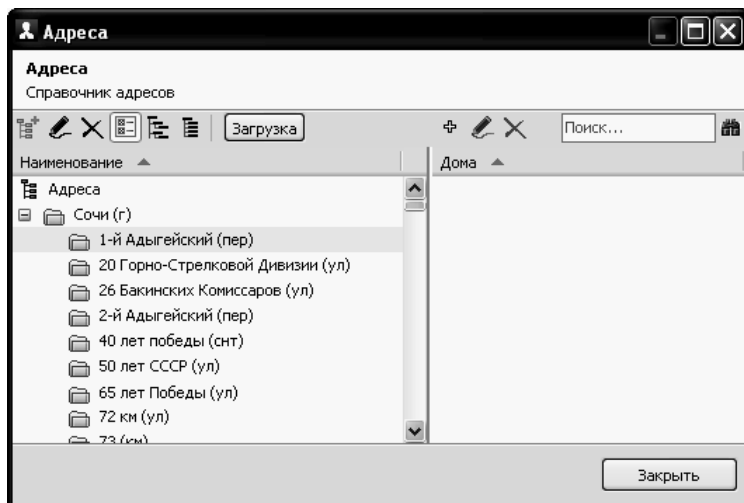 Адреса
Адреса
Справочник адресов
Загрузка
Поиск...
Наименование
Дома
Адреса
Сочи (г)
1-й Адыгейский (пер)
20 Горно-Стрелковой Дивизии (ул)
26 Бакинских Комиссаров (ул)
2-й Адыгейский (пер)
40 лет победы (снт)
50 лет СССР (ул)
65 лет Победы (ул)
72 км (ул)
73 (км)
Закрыть